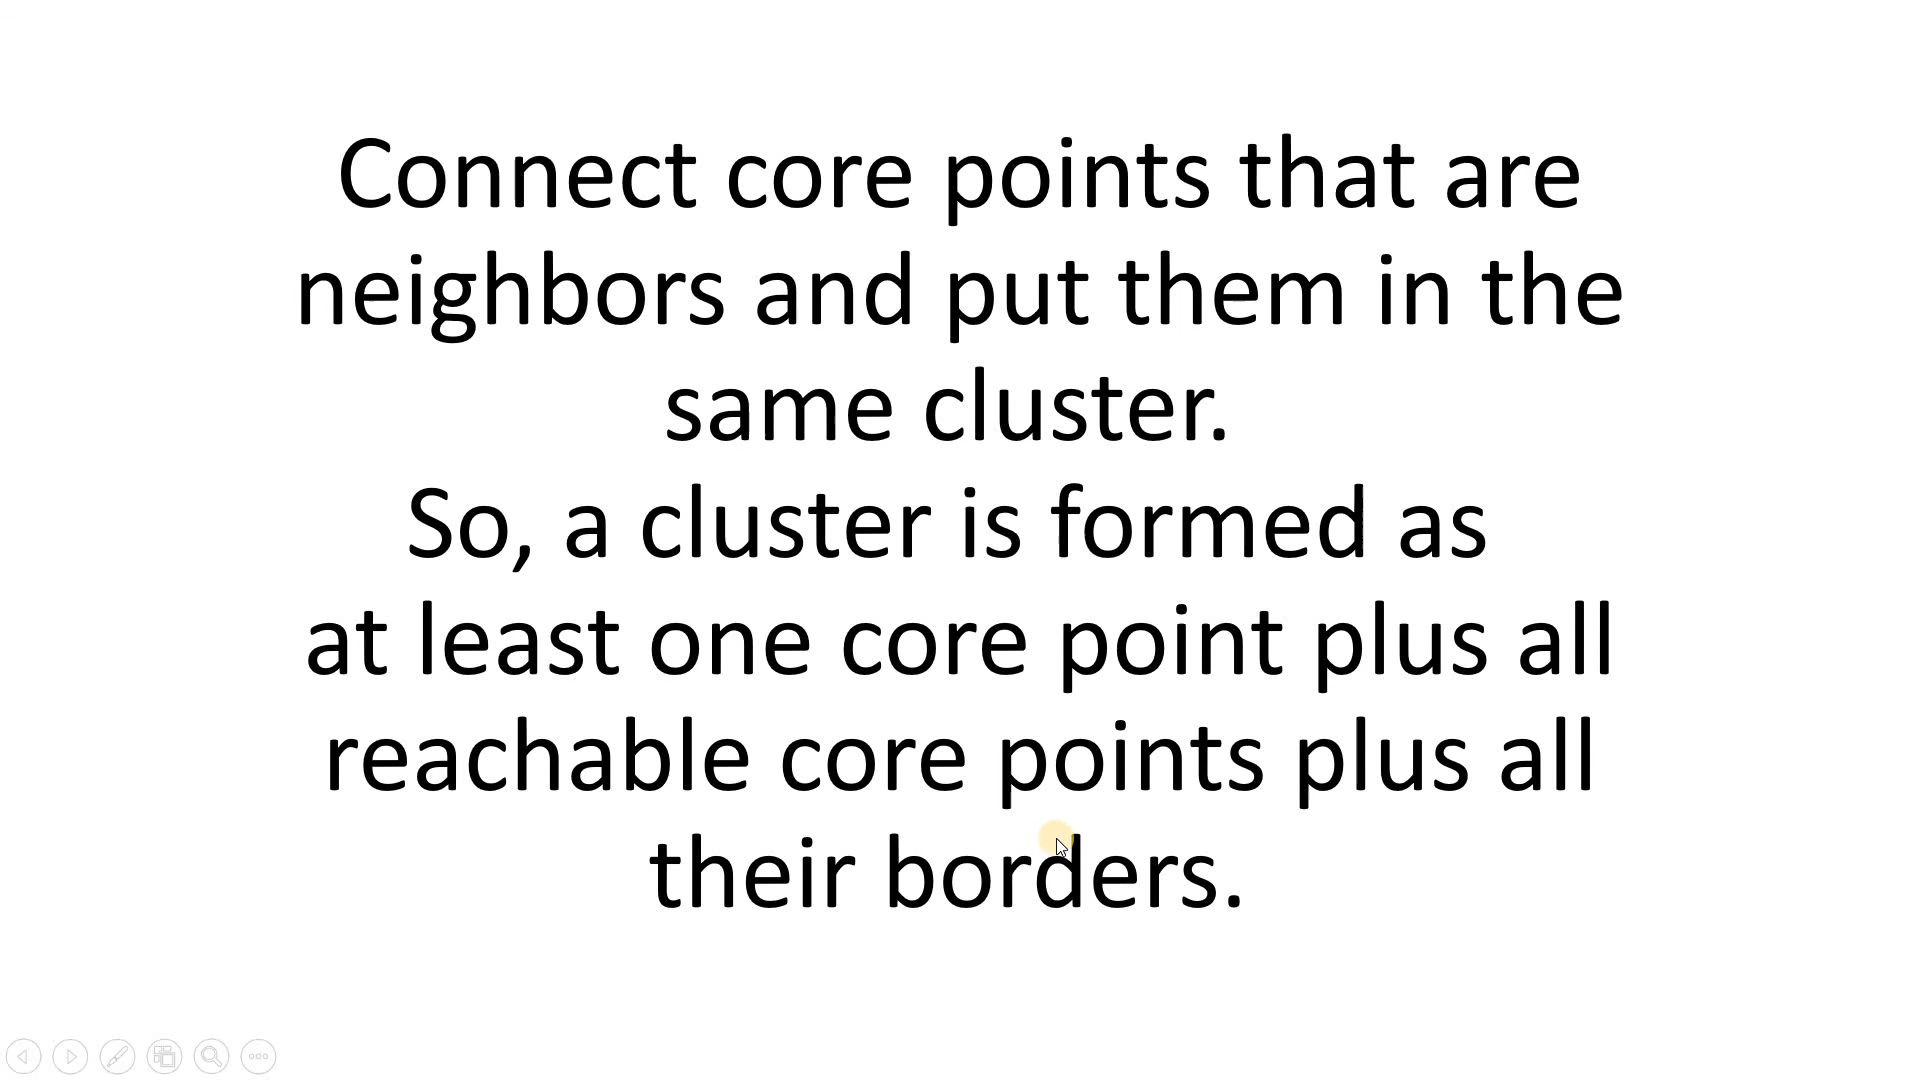 Connect core points that are
neighbors and put them in the
same cluster.
So, a cluster is formed as
at least one core point plus all
reachable core points plus all
their borders.